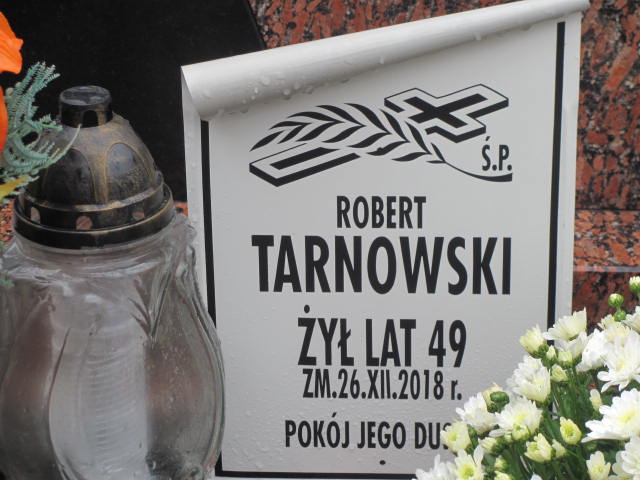 Ś.P.
ROBERT
TARNOWSKI
ŻYŁ LAT 49
ZM.26.XII.2018 r.
POKÓJ JEGO